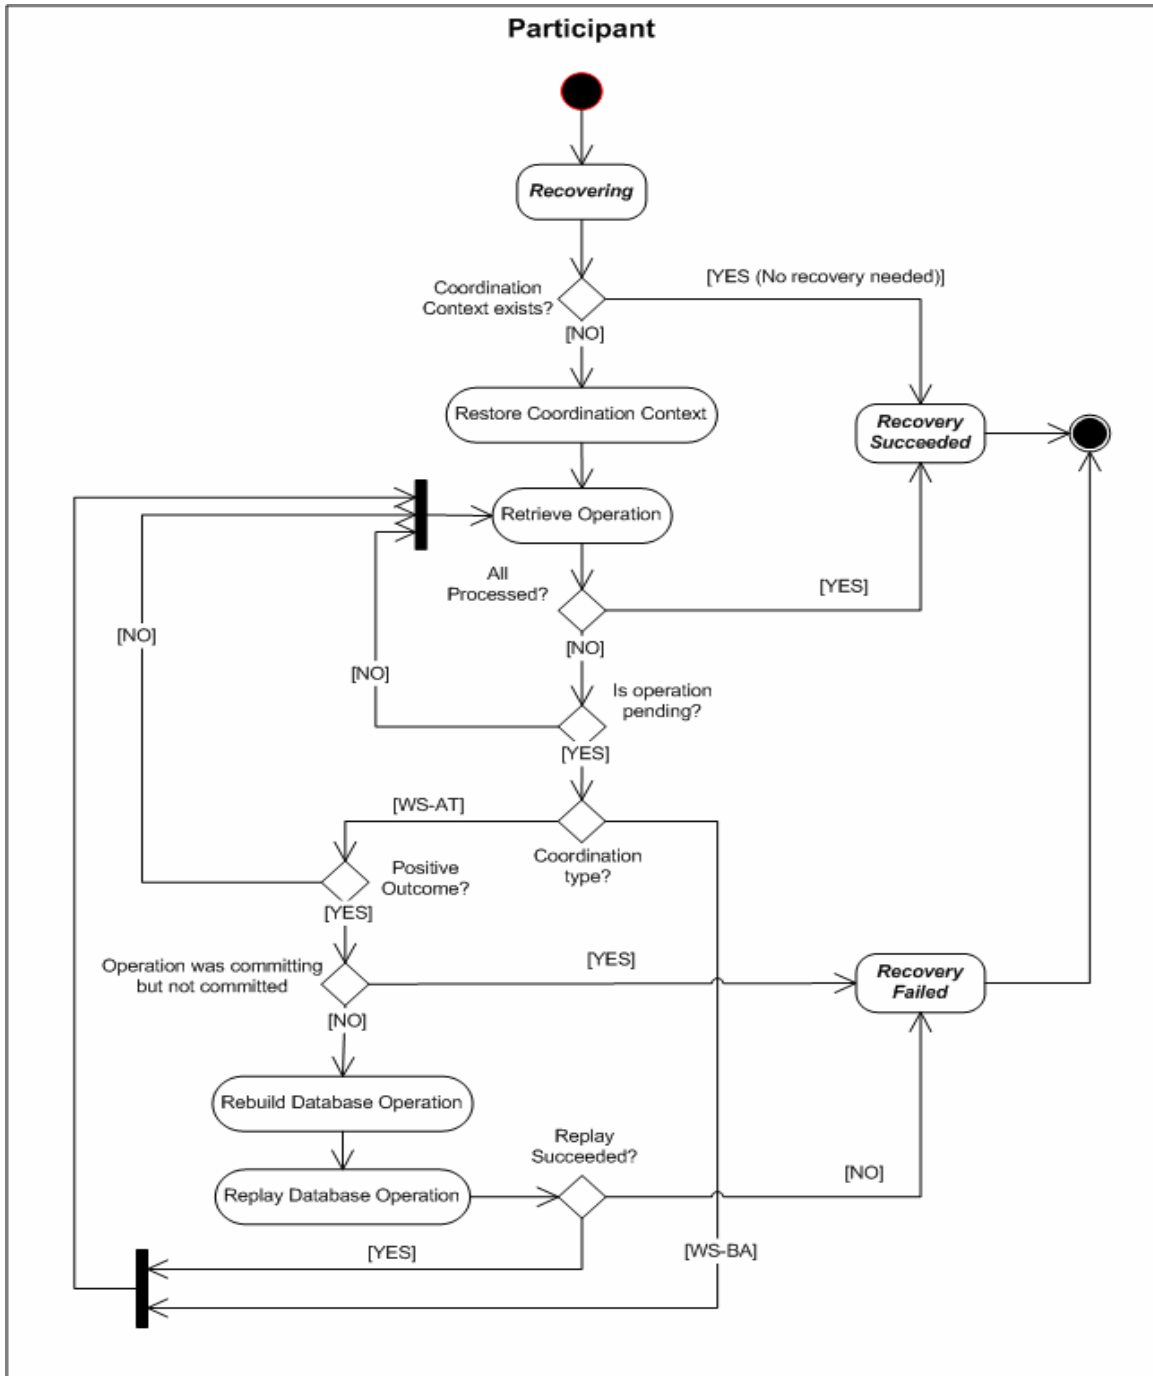 Participant
Recovering
[YES (No recovery needed)]
Coordination
Context exists?
[NO]
Restore Coordination Context
Recovery
Succeeded
Retrieve Operation
All
Processed?
[YES]
[NO]
[NO]
[NO]
Is operation
pending?
[YES]
[WS-AT]
Coordination
type?
Positive
Outcome?
[YES]
Operation was committing
but not committed
[YES]
Recovery
Failed
[NO]
Rebuild Database Operation
Replay
Succeeded?
Replay Database Operation
[NO]
[YES]
[WS-BA]